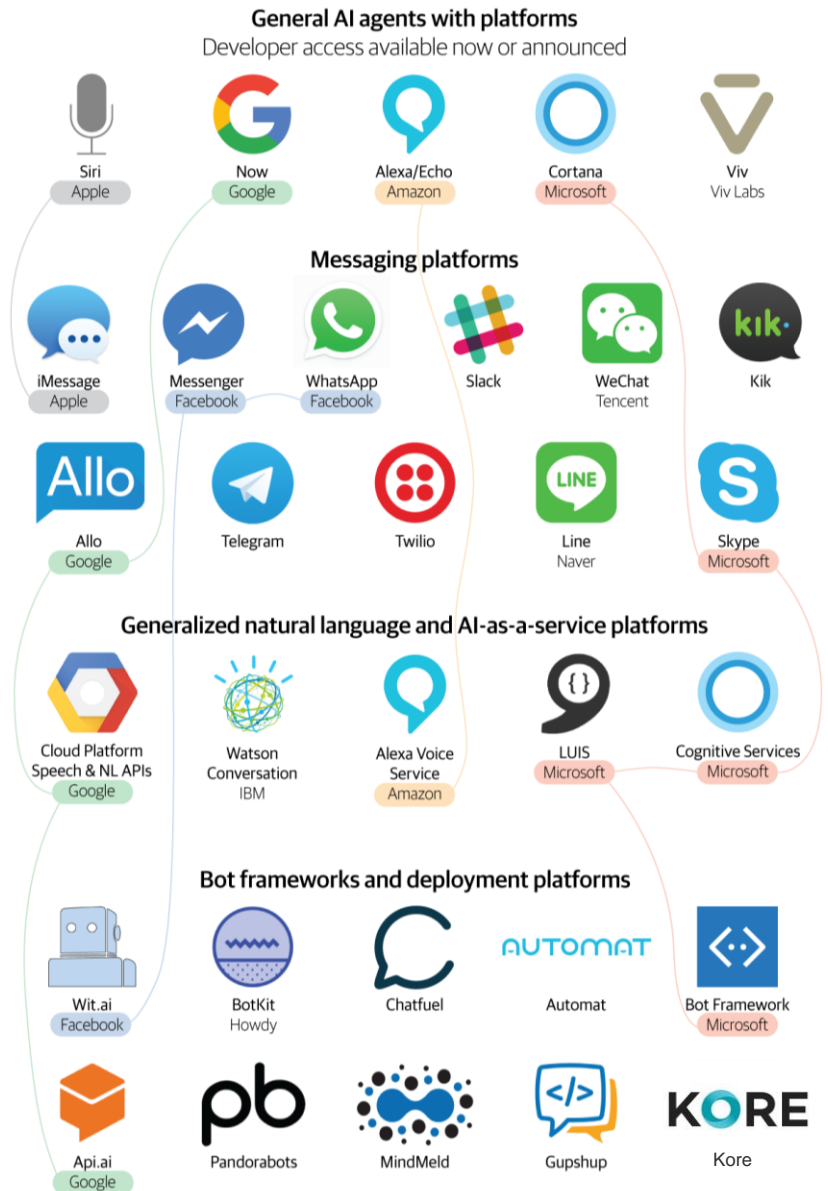 General AI agents with platforms
Developer access available now or announced
Siri
Apple
Now
Google
Alexa/Echo
Amazon
Cortana
Microsoft
Viv
Viv Labs
Messaging platforms
iMessage
Apple
Messenger
Facebook
WhatsApp
Facebook
Slack
WeChat
Tencent
kik
Kik
Allo
Allo
Google
Telegram
Twilio
LINE
Line
Naver
S
Skype
Microsoft
Generalized natural language and AI-as-a-service platforms
Cloud Platform
Speech & NL APIs
Google
Watson
Conversation
IBM
Alexa Voice
Service
Amazon
{}
LUIS
Microsoft
Cognitive Services
Microsoft
Bot frameworks and deployment platforms
Wit.ai
Facebook
BotKit
Howdy
Chatfuel
AUTOMAT
Automat
Bot Framework
Microsoft
Api.ai
Google
pb
Pandorabots
MindMeld
</>
Gupshup
KORE
Kore